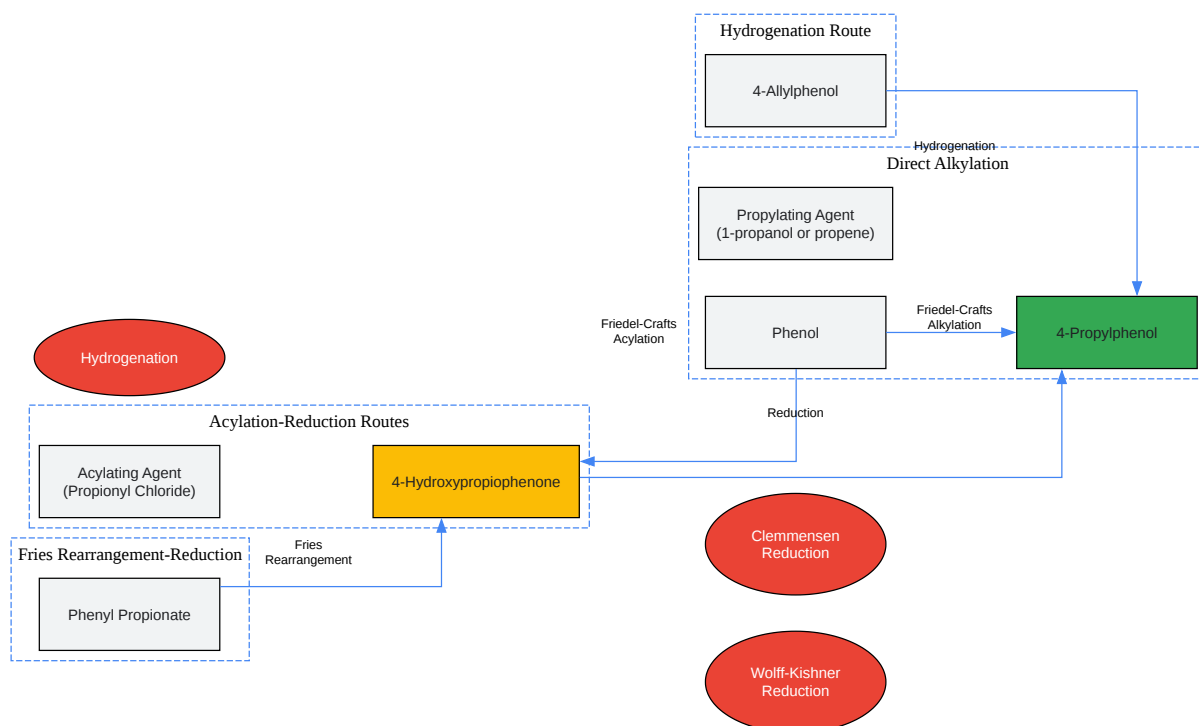 Hydrogenation Route
4-Allylphenol
Hydrogenation
Direct Alkylation
Propylating Agent
(1-propanol or propene)
Friedel-Crafts
Acylation
Phenol
Friedel-Crafts
Alkylation
4-Propylphenol
Hydrogenation
Reduction
Acylation-Reduction Routes
Acylating Agent
(Propionyl Chloride)
4-Hydroxypropiophenone
Fries Rearrangement-Reduction
Fries
Rearrangement
Phenyl Propionate
Clemmensen
Reduction
Wolff-Kishner
Reduction